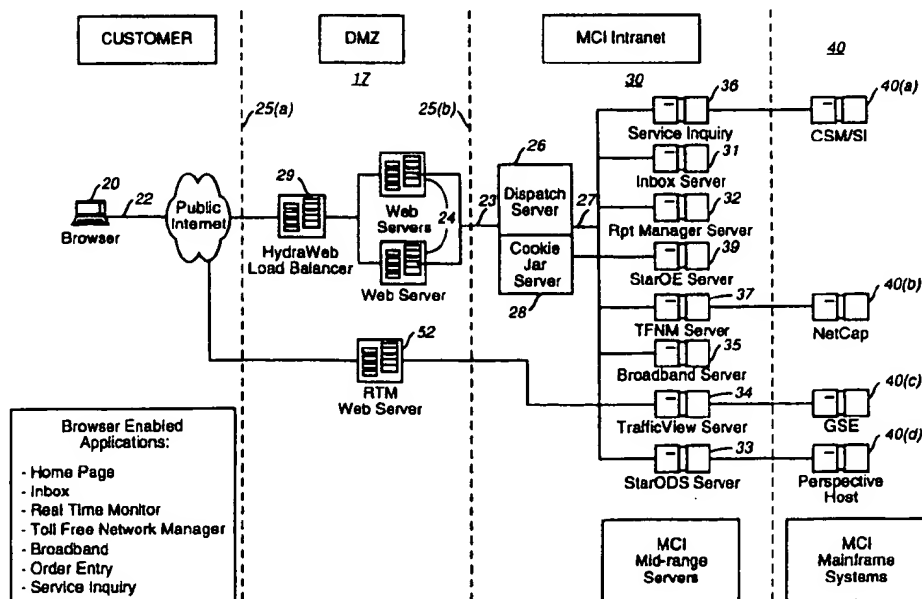 CUSTOMER
DMZ
17
MCI Intranet
30
40
25(a)
25(b)
36
40(a)
Service Inquiry
CSM/SI
20
22
Browser
Public
Internet
29
HydraWeb
Load Balancer
Web
Servers
24
Web Server
23
26
Dispatch
Server
27
Cookie
Jar Server
28
31
Inbox Server
32
Rpt Manager Server
39
StarOE Server
37
40(b)
TFNM Server
NetCap
35
Broadband Server
52
RTM
Web Server
34
40(c)
TrafficView Server
GSE
33
40(d)
StarODS Server
Perspective
Host
Browser Enabled
Applications:
- Home Page
- Inbox
- Real Time Monitor
- Toll Free Network Manager
- Broadband
- Order Entry
- Service Inquiry
MCI
Mid-range
Servers
MCI
Mainframe
Systems